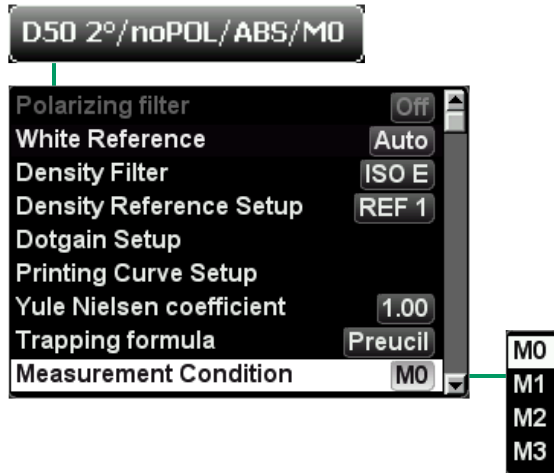 D50 2º/noPOL/ABS/M0
Polarizing filter Off
White Reference Auto
Density Filter ISO E
Density Reference Setup REF 1
Dotgain Setup
Printing Curve Setup
Yule Nielsen coefficient 1.00
Trapping formula Preucil
Measurement Condition M0
M0
M1
M2
M3